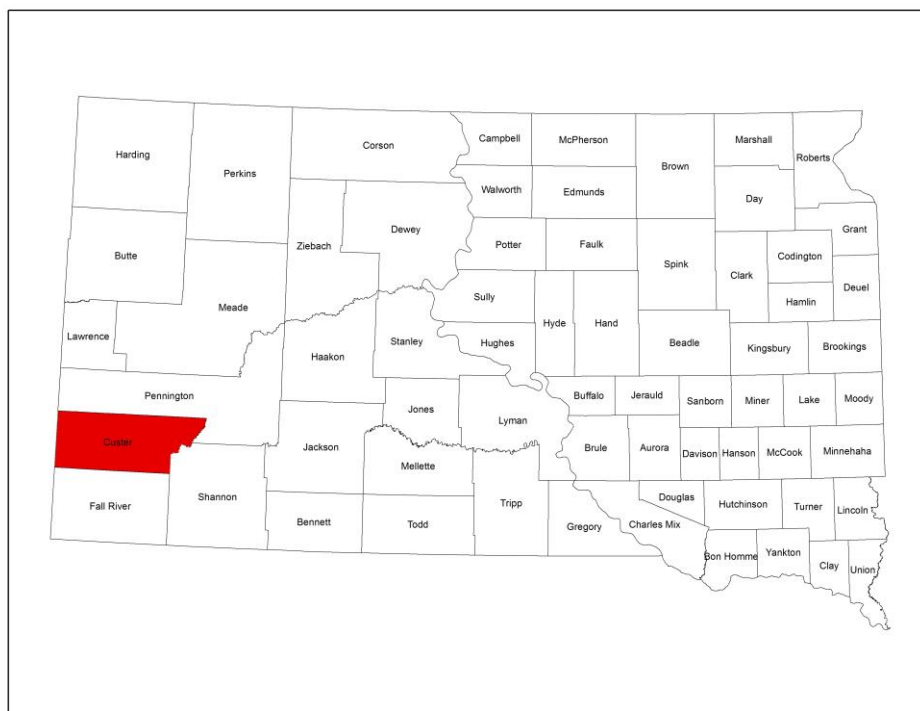 Harding
Perkins
Corson
Campbell
McPherson
Brown
Marshall
Roberts
Walworth
Edmunds
Day
Butte
Ziebach
Dewey
Potter
Faulk
Spink
Clark
Codington
Grant
Meade
Sully
Hyde
Hand
Hamlin
Deuel
Lawrence
Haakon
Stanley
Hughes
Beadle
Kingsbury
Brookings
Pennington
Jones
Lyman
Buffalo
Jerauld
Sanborn
Miner
Lake
Moody
Custer
Jackson
Mellette
Brule
Aurora
Davison
Hanson
McCook
Minnehaha
Fall River
Shannon
Bennett
Todd
Tripp
Gregory
Charles Mix
Douglas
Hutchinson
Turner
Lincoln
Bon Homme
Yankton
Clay
Union